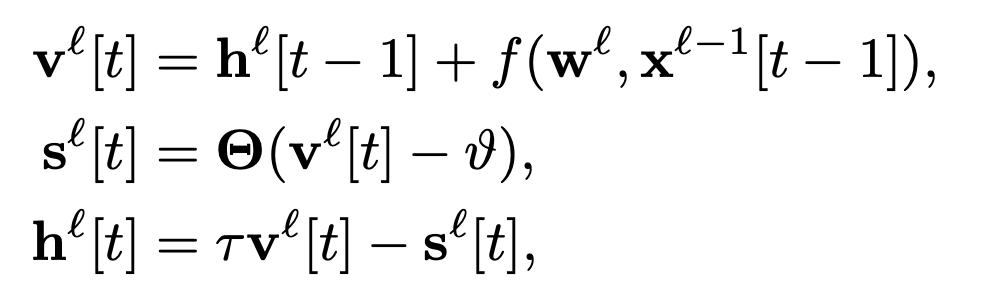 𝐯^ℓ[t] = 𝐡^ℓ[t − 1] + f(𝐰^ℓ, 𝐱^{ℓ−1}[t − 1]),
𝐬^ℓ[t] = 𝚯(𝐯^ℓ[t] − ϑ),
𝐡^ℓ[t] = τ𝐯^ℓ[t] − 𝐬^ℓ[t],